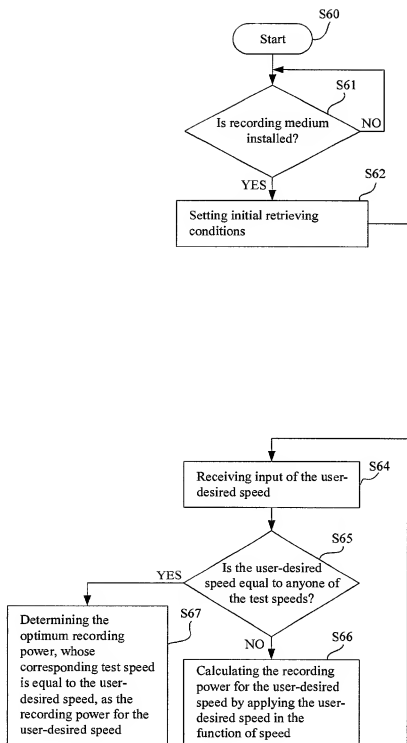 S60
Start
S61
Is recording medium
installed?
NO
YES
S62
Setting initial retrieving
conditions
S64
Receiving input of the user-
desired speed
S65
Is the user-desired
speed equal to anyone of
the test speeds?
YES
S67
Determining the
optimum recording
power, whose
corresponding test speed
is equal to the user-
desired speed, as the
recording power for the
user-desired speed
NO
S66
Calculating the recording
power for the user-desired
speed by applying the user-
desired speed in the
function of speed